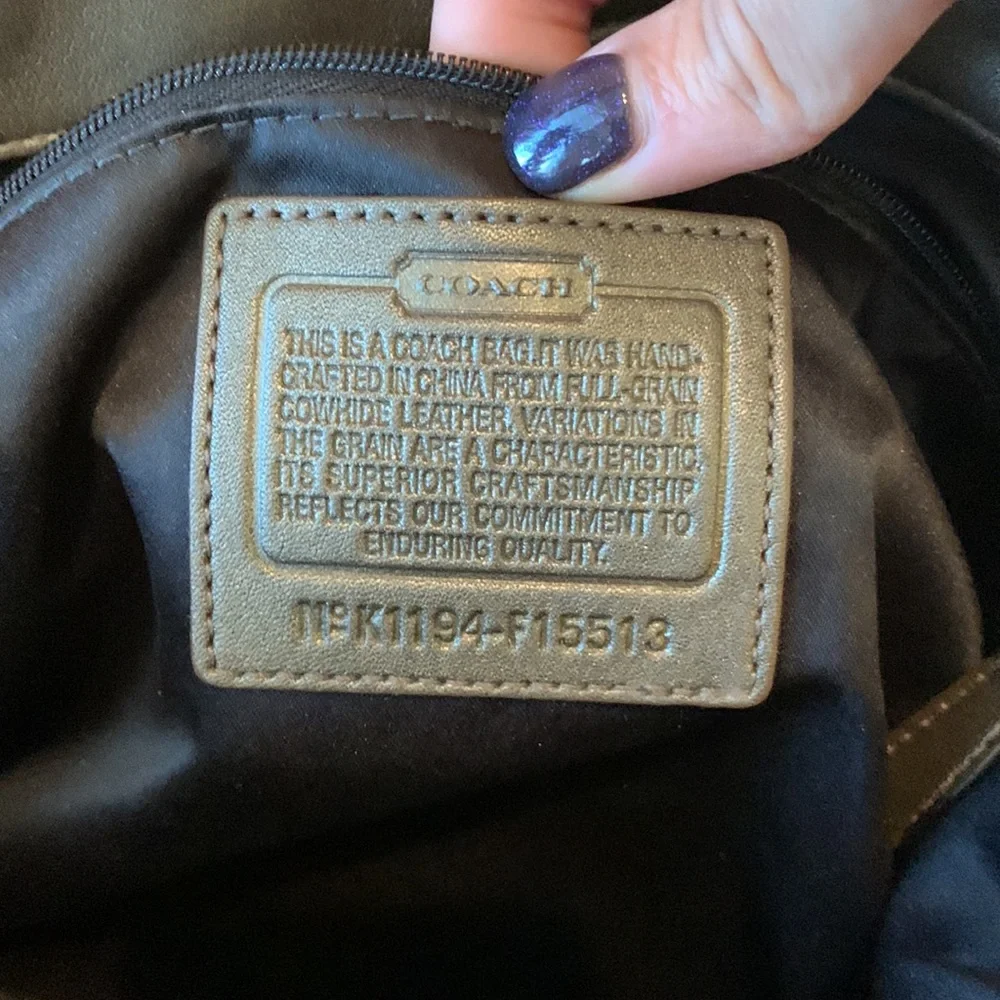 COACH
THIS IS A COACH BAG.IT WAS HAND-
CRAFTED IN CHINA FROM FULL-GRAIN
COWHIDE LEATHER. VARIATIONS IN
THE GRAIN ARE A CHARACTERISTIC.
ITS SUPERIOR CRAFTSMANSHIP
REFLECTS OUR COMMITMENT TO
ENDURING QUALITY.
Nº K1194-F15513